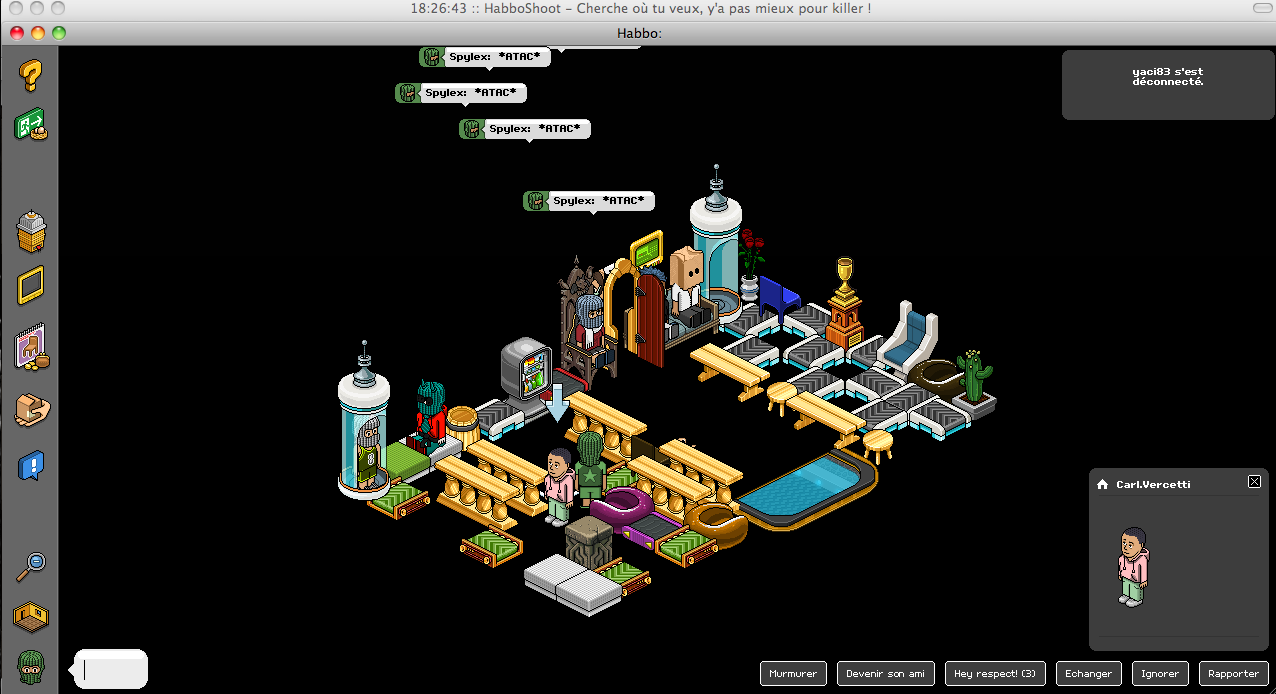 18:26:43 :: HabboShoot - Cherche où tu veux, y'a pas mieux pour killer !
Habbo:
Spylex: *ATAC*
Spylex: *ATAC*
Spylex: *ATAC*
Spylex: *ATAC*
yaci83 s'est
déconnecté.
Carl.Vercetti
8
Murmurer
Devenir son ami
Hey respect! (3)
Echanger
Ignorer
Rapporter